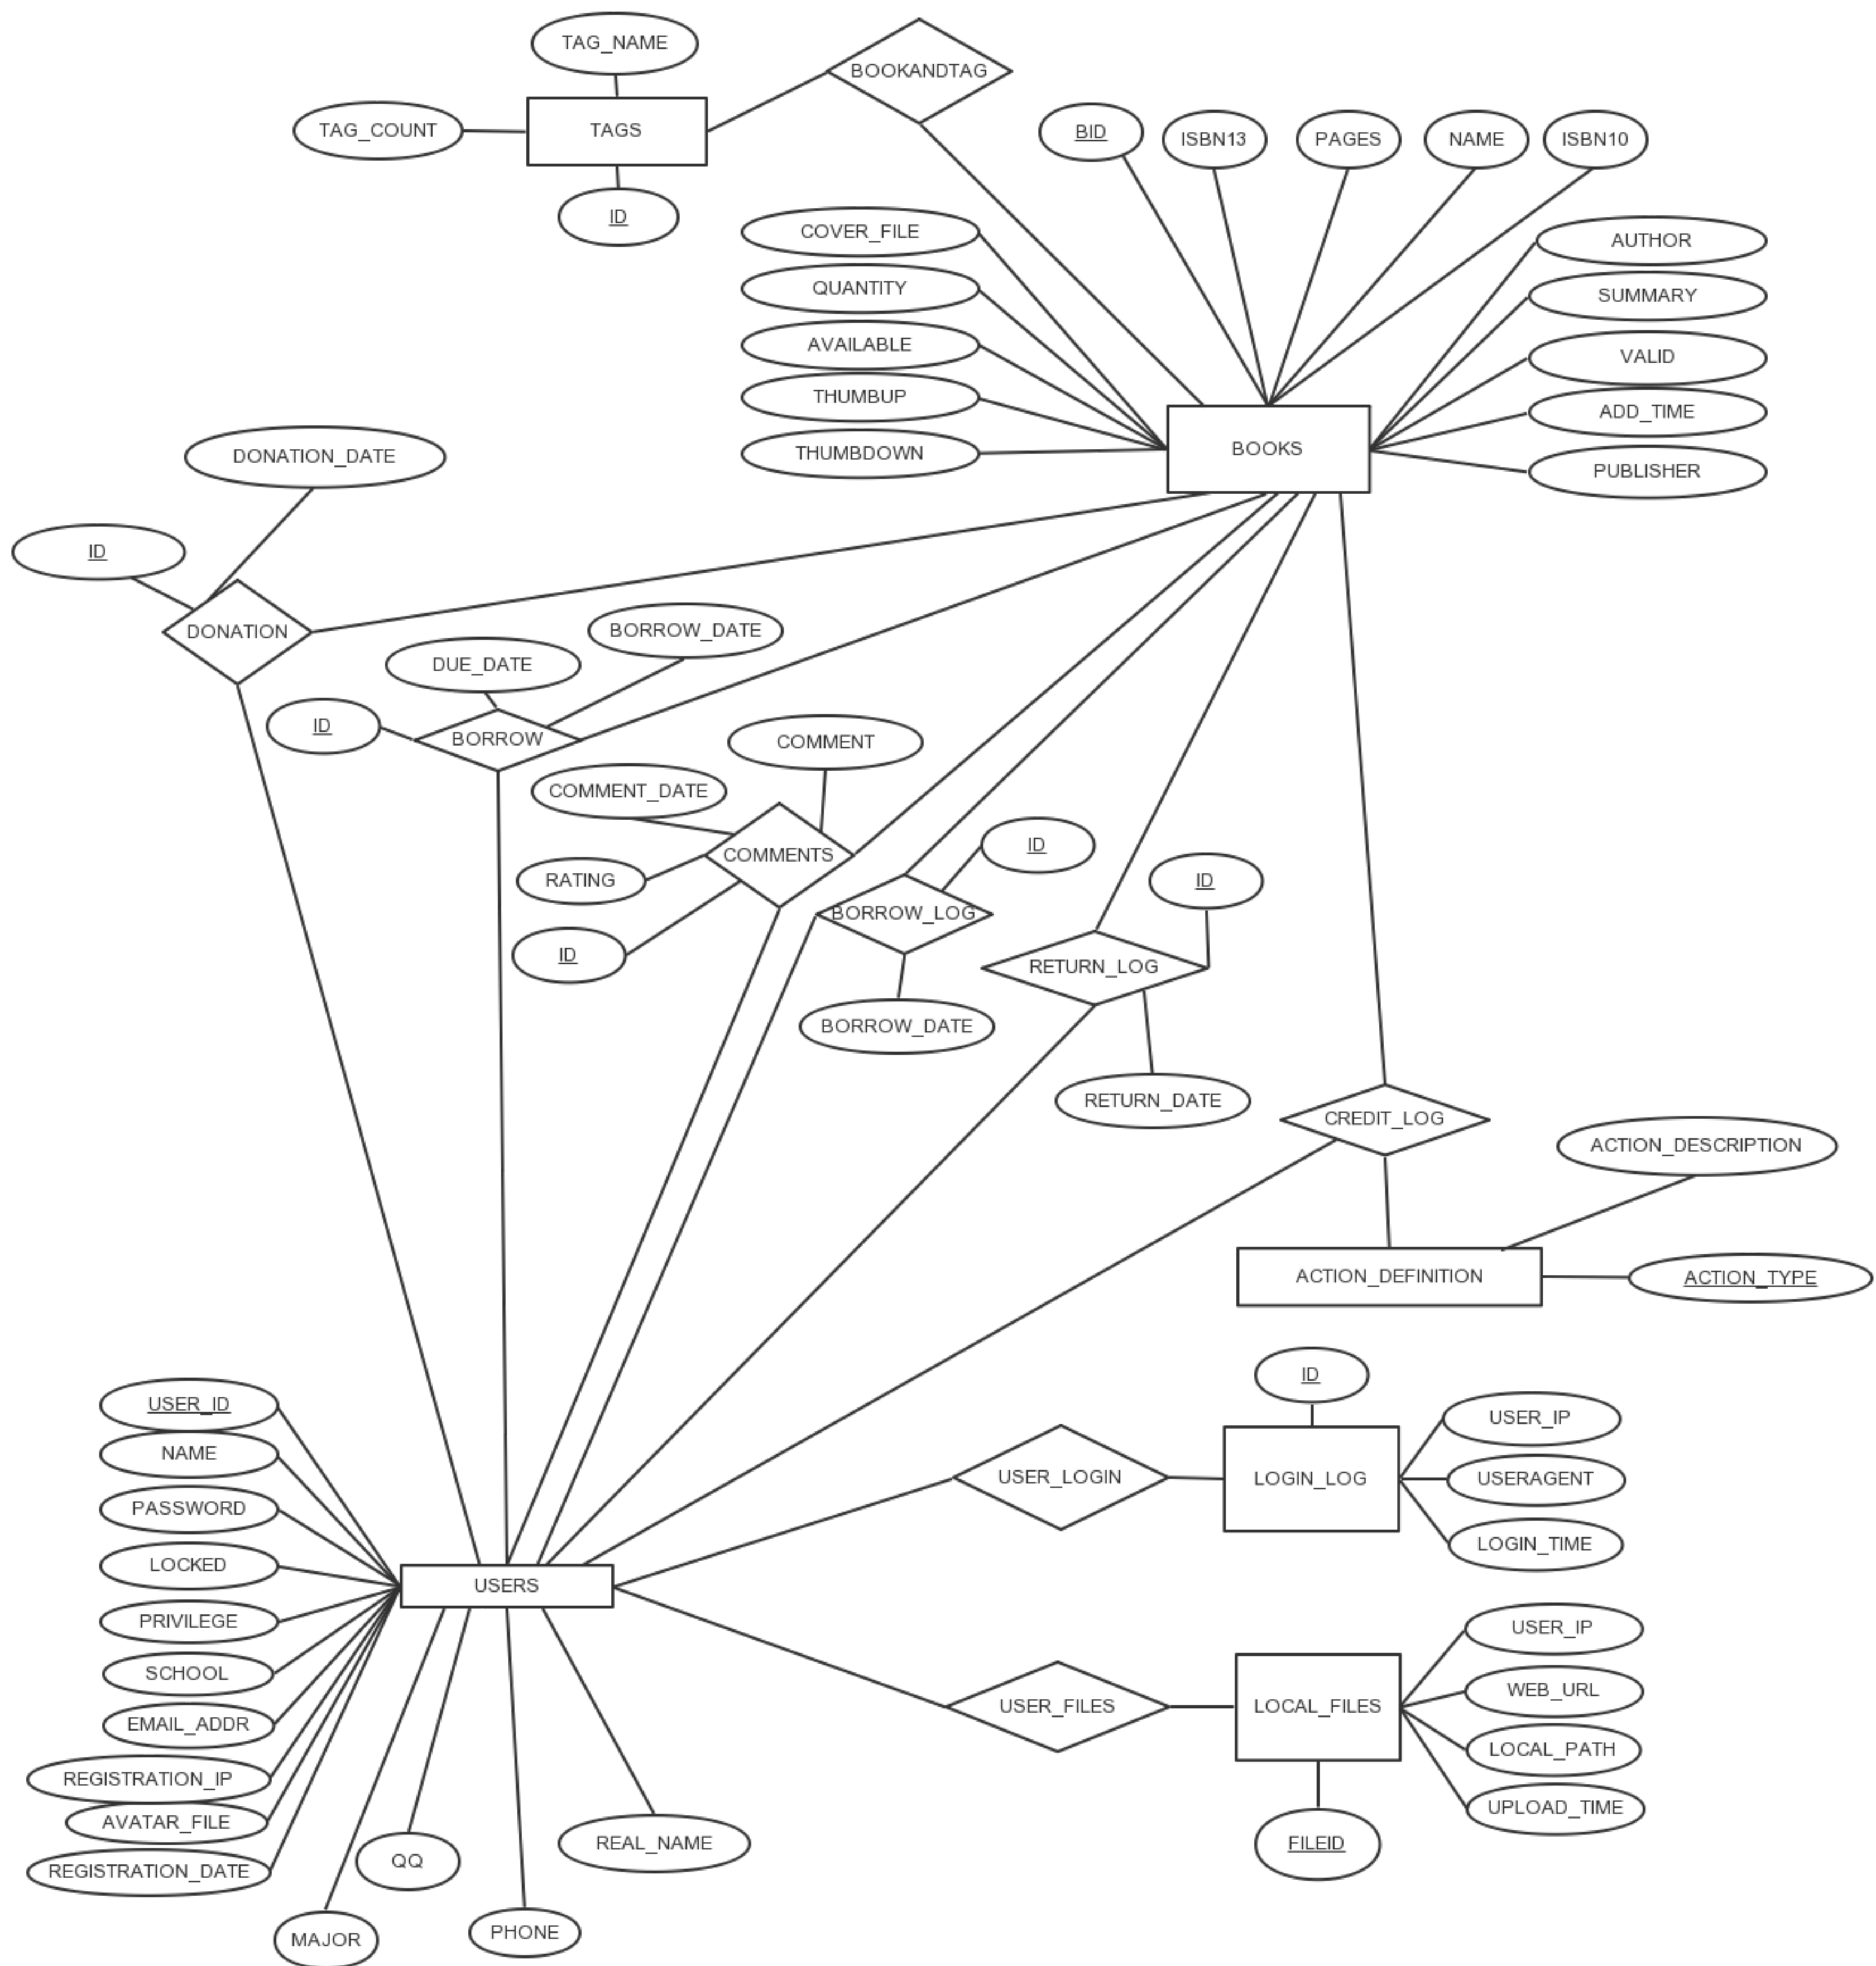 TAG_NAME
BOOKANDTAG
TAG_COUNT
TAGS
BID
ISBN13
PAGES
NAME
ISBN10
ID
COVER_FILE
AUTHOR
QUANTITY
SUMMARY
AVAILABLE
VALID
THUMBUP
ADD_TIME
THUMBDOWN
BOOKS
PUBLISHER
DONATION_DATE
ID
DONATION
BORROW_DATE
DUE_DATE
ID
BORROW
COMMENT
COMMENT_DATE
COMMENTS
ID
RATING
ID
BORROW_LOG
ID
RETURN_LOG
BORROW_DATE
RETURN_DATE
CREDIT_LOG
ACTION_DESCRIPTION
ACTION_DEFINITION
ACTION_TYPE
ID
USER_ID
USER_IP
NAME
USER_LOGIN
LOGIN_LOG
USERAGENT
PASSWORD
LOGIN_TIME
LOCKED
USERS
PRIVILEGE
USER_IP
SCHOOL
WEB_URL
USER_FILES
LOCAL_FILES
EMAIL_ADDR
LOCAL_PATH
REGISTRATION_IP
UPLOAD_TIME
AVATAR_FILE
REAL_NAME
FILEID
QQ
REGISTRATION_DATE
PHONE
MAJOR